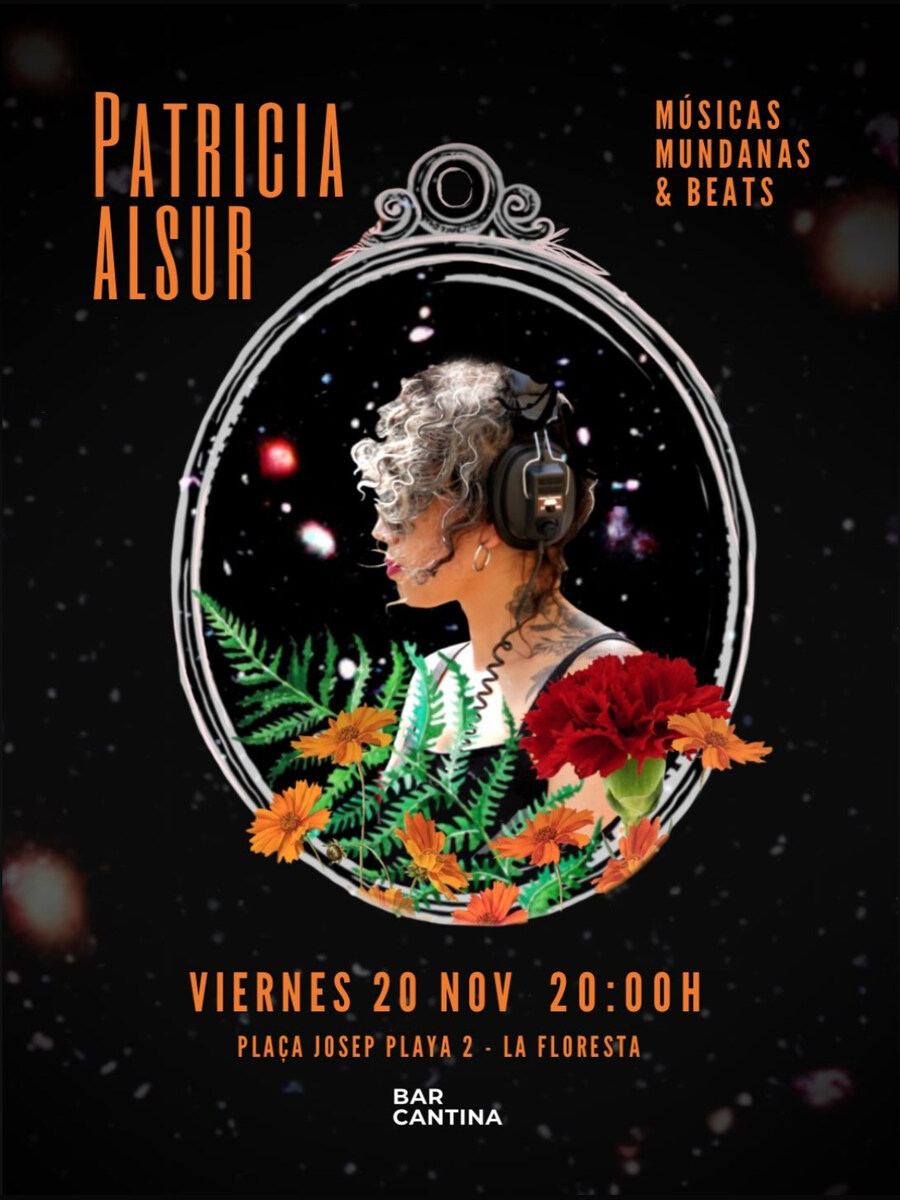 PATRICIA
ALSUR
MÚSICAS
MUNDANAS
& BEATS
VIERNES 20 NOV 20:00H
PLAÇA JOSEP PLAYA 2 - LA FLORESTA
BAR
CANTINA